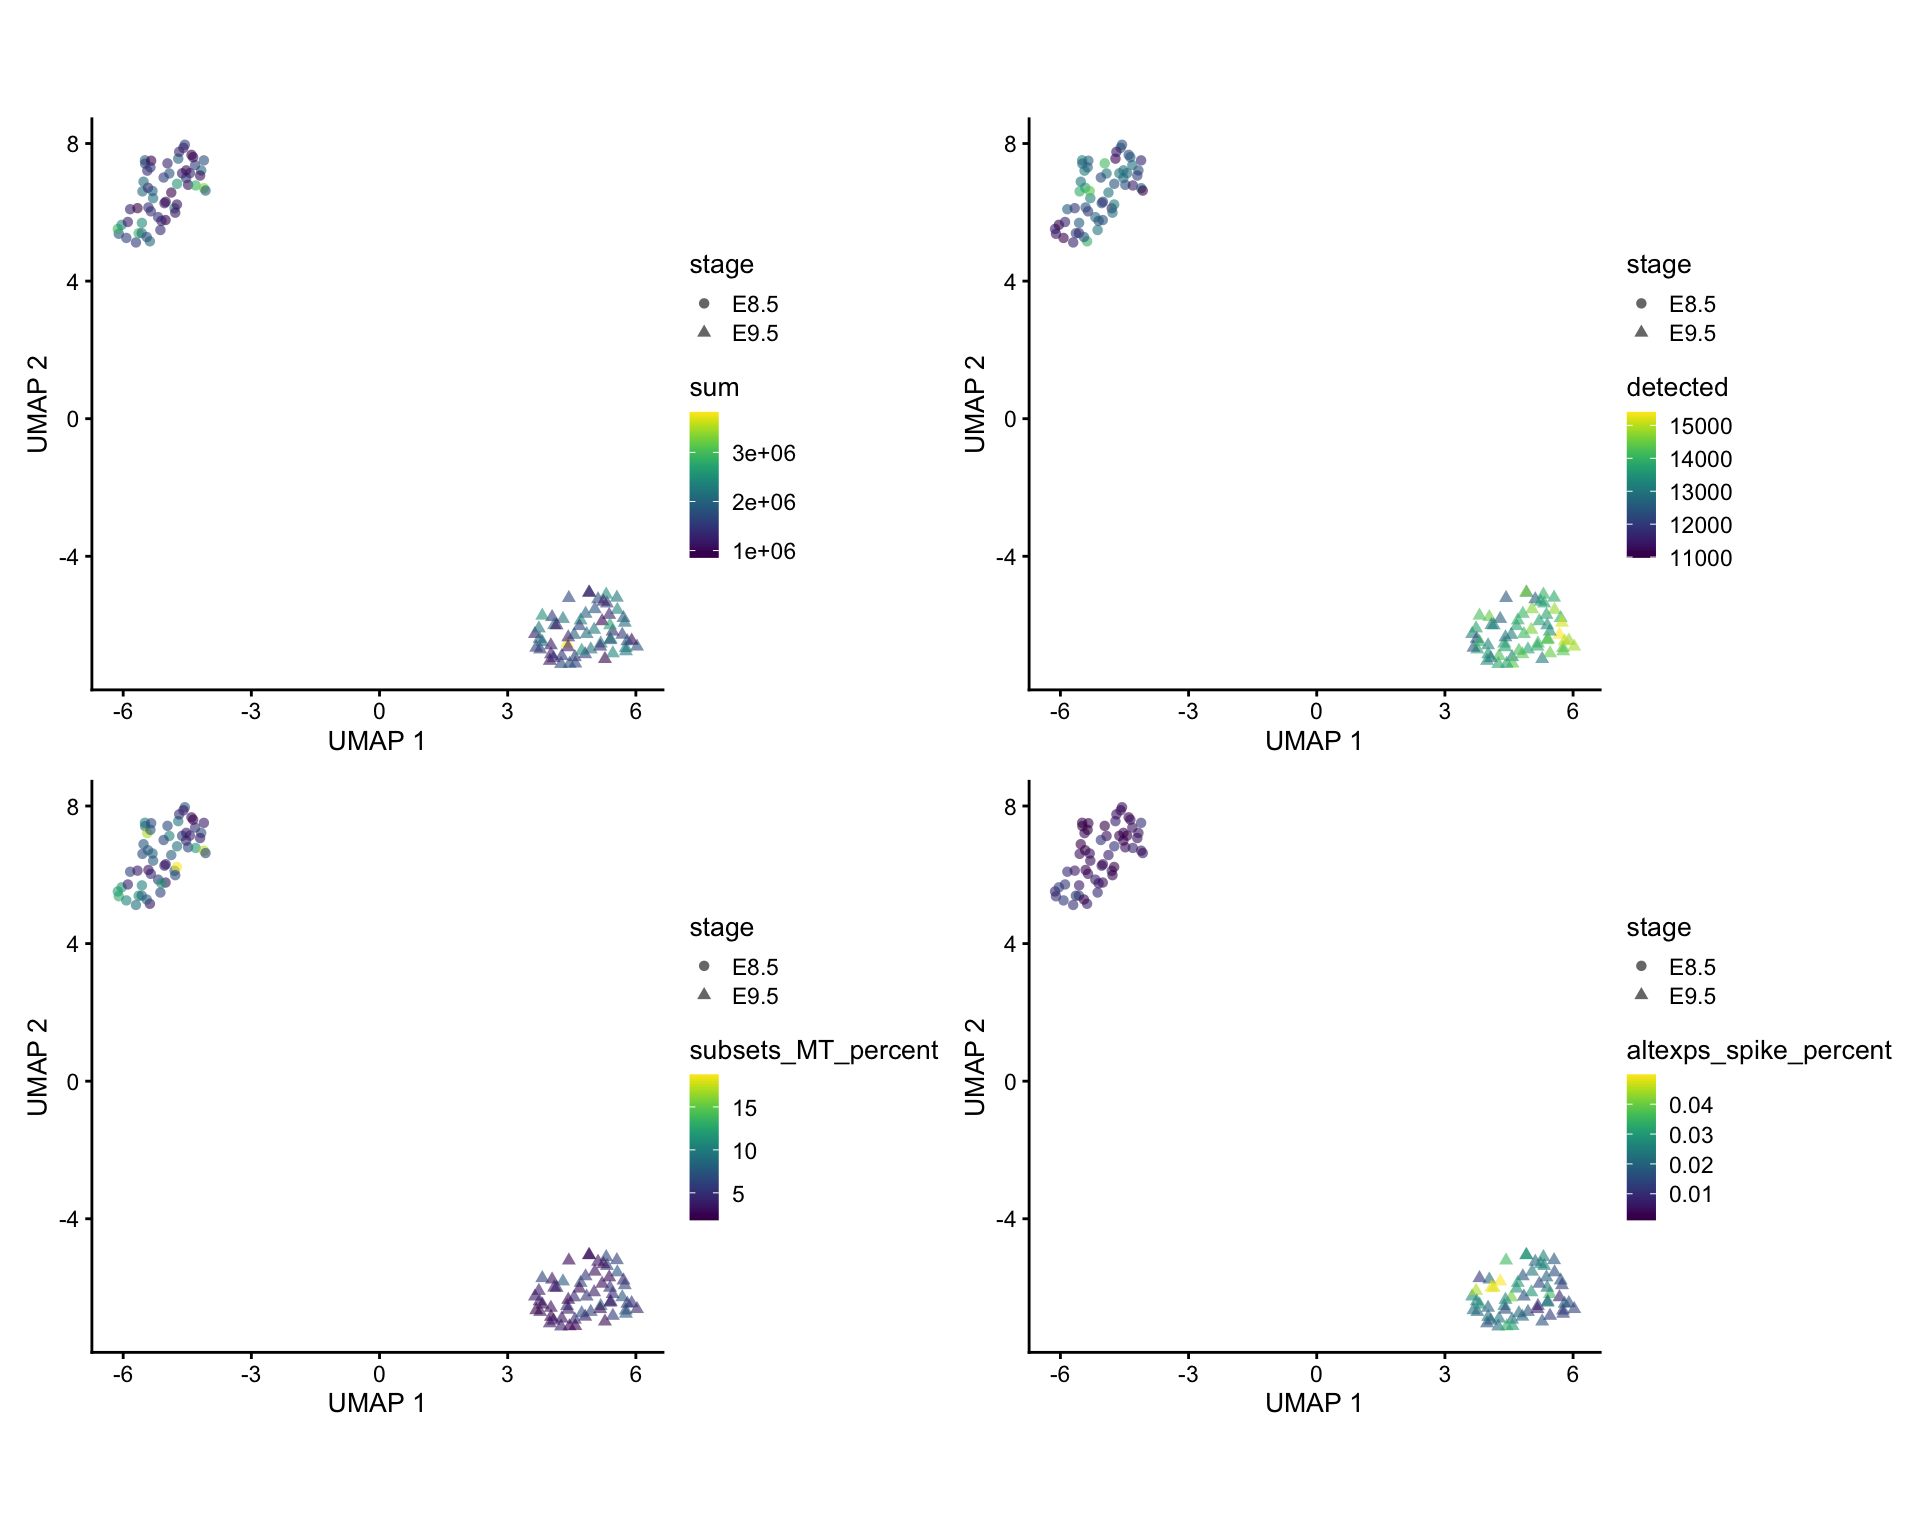 8
4
0
-4
UMAP 2
-6
-3
0
3
6
UMAP 1
stage
E8.5
E9.5
sum
3e+06
2e+06
1e+06
8
4
0
-4
UMAP 2
-6
-3
0
3
6
UMAP 1
stage
E8.5
E9.5
detected
15000
14000
13000
12000
11000
8
4
0
-4
UMAP 2
-6
-3
0
3
6
UMAP 1
stage
E8.5
E9.5
subsets_MT_percent
15
10
5
8
4
0
-4
UMAP 2
-6
-3
0
3
6
UMAP 1
stage
E8.5
E9.5
altexps_spike_percent
0.04
0.03
0.02
0.01